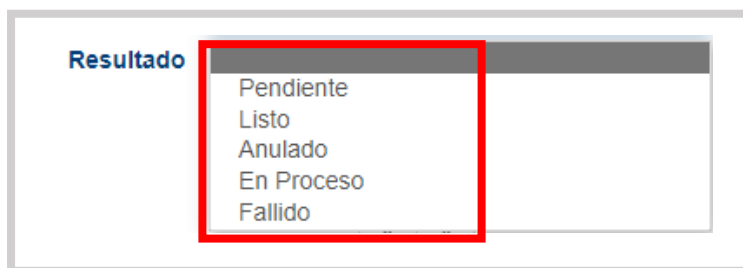 Resultado
Pendiente
Listo
Anulado
En Proceso
Fallido